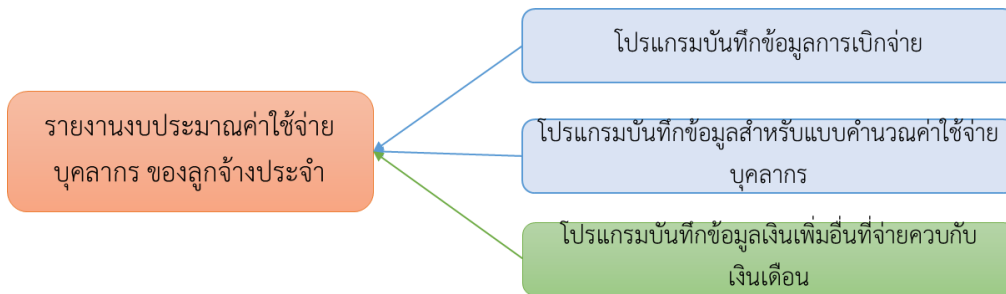 รายงานงบประมาณค่าใช้จ่าย
บุคลากร ของลูกจ้างประจำ
โปรแกรมบันทึกข้อมูลการเบิกจ่าย
โปรแกรมบันทึกข้อมูลสำหรับแบบคำนวณค่าใช้จ่าย
บุคลากร
โปรแกรมบันทึกข้อมูลเงินเพิ่มอื่นที่จ่ายควบกับ
เงินเดือน